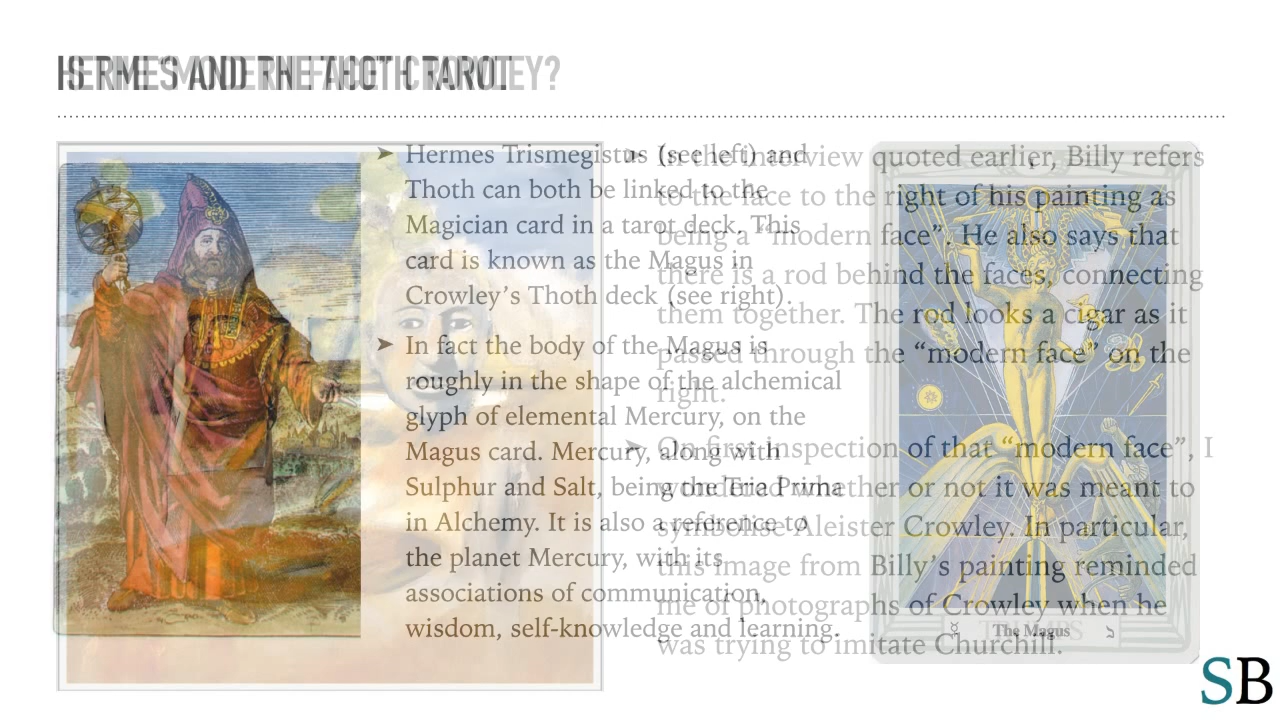 HERMES AND THE THOTH TAROT
IS THE “MODERN FACE” CROWLEY?
➤ Hermes Trismegistus (see left) and
Thoth can both be linked to the
Magician card in a tarot deck. This
card is known as the Magus in
Crowley’s Thoth deck (see right).
➤ In fact the body of the Magus is
roughly in the shape of the alchemical
glyph of elemental Mercury, on the
Magus card. Mercury, along with
Sulphur and Salt, being the Tria Prima
in Alchemy. It is also a reference to
the planet Mercury, with its
associations of communication,
wisdom, self-knowledge and learning.
➤ In the interview quoted earlier, Billy refers
to the face to the right of his painting as
being a “modern face”. He also says that
there is a rod behind the faces, connecting
them together. The rod looks a cigar as it
passed through the “modern face” on the
right.
➤ On first inspection of that “modern face”, I
wondered whether or not it was meant to
symbolise Aleister Crowley. In particular,
this image from Billy’s painting reminded
me of photographs of Crowley when he
was trying to imitate Churchill.
I
☿ The Magus
SB